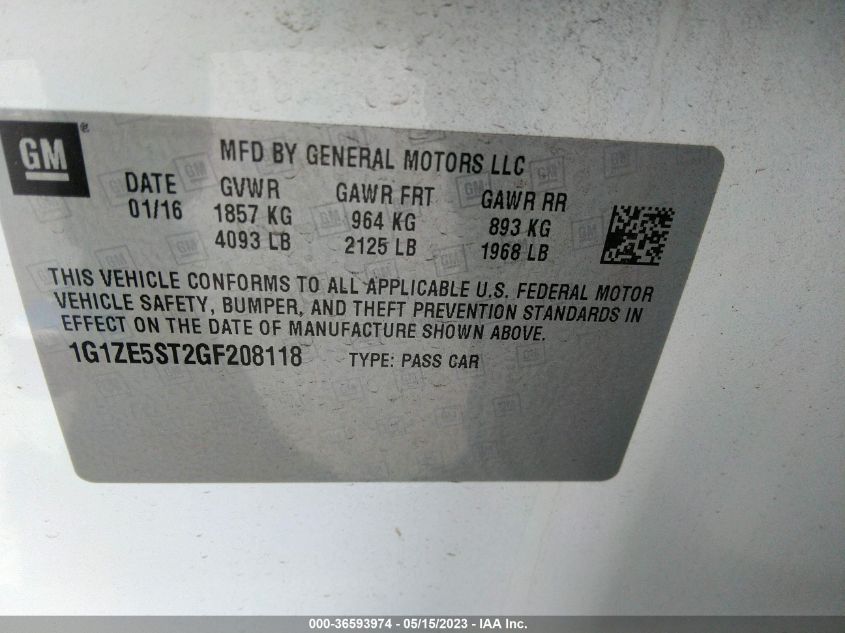 GM ®
MFD BY GENERAL MOTORS LLC
DATE GVWR GAWR FRT GAWR RR
01/16 1857 KG 964 KG 893 KG
4093 LB 2125 LB 1968 LB
THIS VEHICLE CONFORMS TO ALL APPLICABLE U.S. FEDERAL MOTOR
VEHICLE SAFETY, BUMPER, AND THEFT PREVENTION STANDARDS IN
EFFECT ON THE DATE OF MANUFACTURE SHOWN ABOVE.
1G1ZE5ST2GF208118 TYPE: PASS CAR
000-36593974 - 05/15/2023 - IAA Inc.